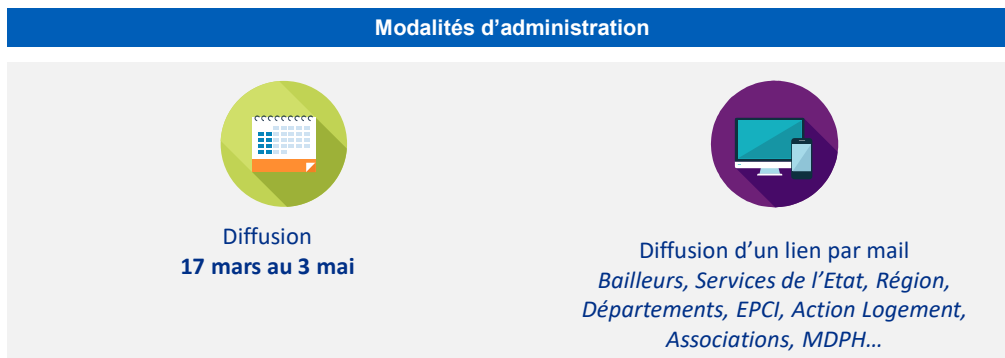 Modalités d’administration
Diffusion
17 mars au 3 mai
Diffusion d’un lien par mail
Bailleurs, Services de l’Etat, Région,
Départements, EPCI, Action Logement,
Associations, MDPH…